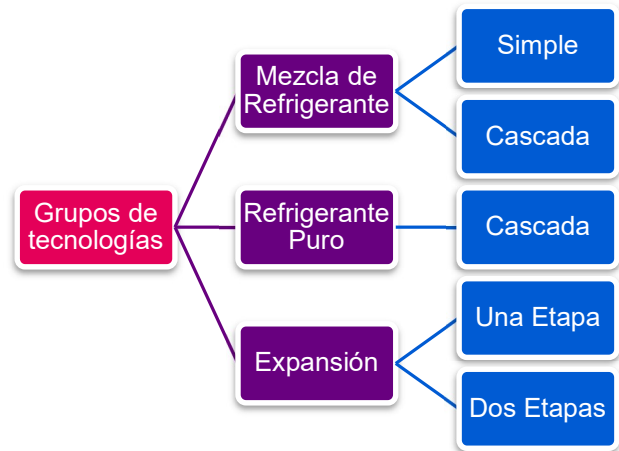 Grupos de
tecnologías
Mezcla de
Refrigerante
Simple
Cascada
Refrigerante
Puro
Cascada
Expansión
Una Etapa
Dos Etapas